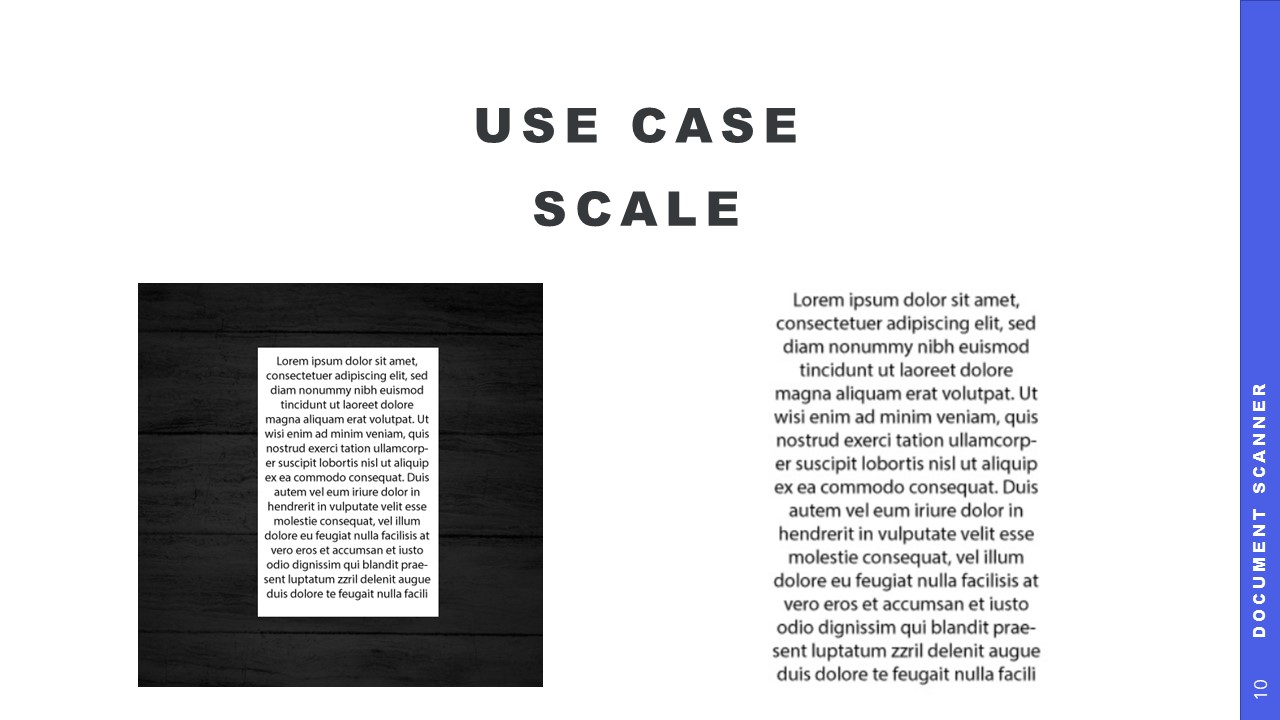 USE CASE
SCALE
Lorem ipsum dolor sit amet,
consectetuer adipiscing elit, sed
diam nonummy nibh euismod
tincidunt ut laoreet dolore
magna aliquam erat volutpat. Ut
wisi enim ad minim veniam, quis
nostrud exerci tation ullamcorp-
er suscipit lobortis nisl ut aliquip
ex ea commodo consequat. Duis
autem vel eum iriure dolor in
hendrerit in vulputate velit esse
molestie consequat, vel illum
dolore eu feugiat nulla facilisis at
vero eros et accumsan et iusto
odio dignissim qui blandit prae-
sent luptatum zzril delenit augue
duis dolore te feugait nulla facili
Lorem ipsum dolor sit amet,
consectetuer adipiscing elit, sed
diam nonummy nibh euismod
tincidunt ut laoreet dolore
magna aliquam erat volutpat. Ut
wisi enim ad minim veniam, quis
nostrud exerci tation ullamcorp-
er suscipit lobortis nisl ut aliquip
ex ea commodo consequat. Duis
autem vel eum iriure dolor in
hendrerit in vulputate velit esse
molestie consequat, vel illum
dolore eu feugiat nulla facilisis at
vero eros et accumsan et iusto
odio dignissim qui blandit prae-
sent luptatum zzril delenit augue
duis dolore te feugait nulla facili
DOCUMENT SCANNER
10